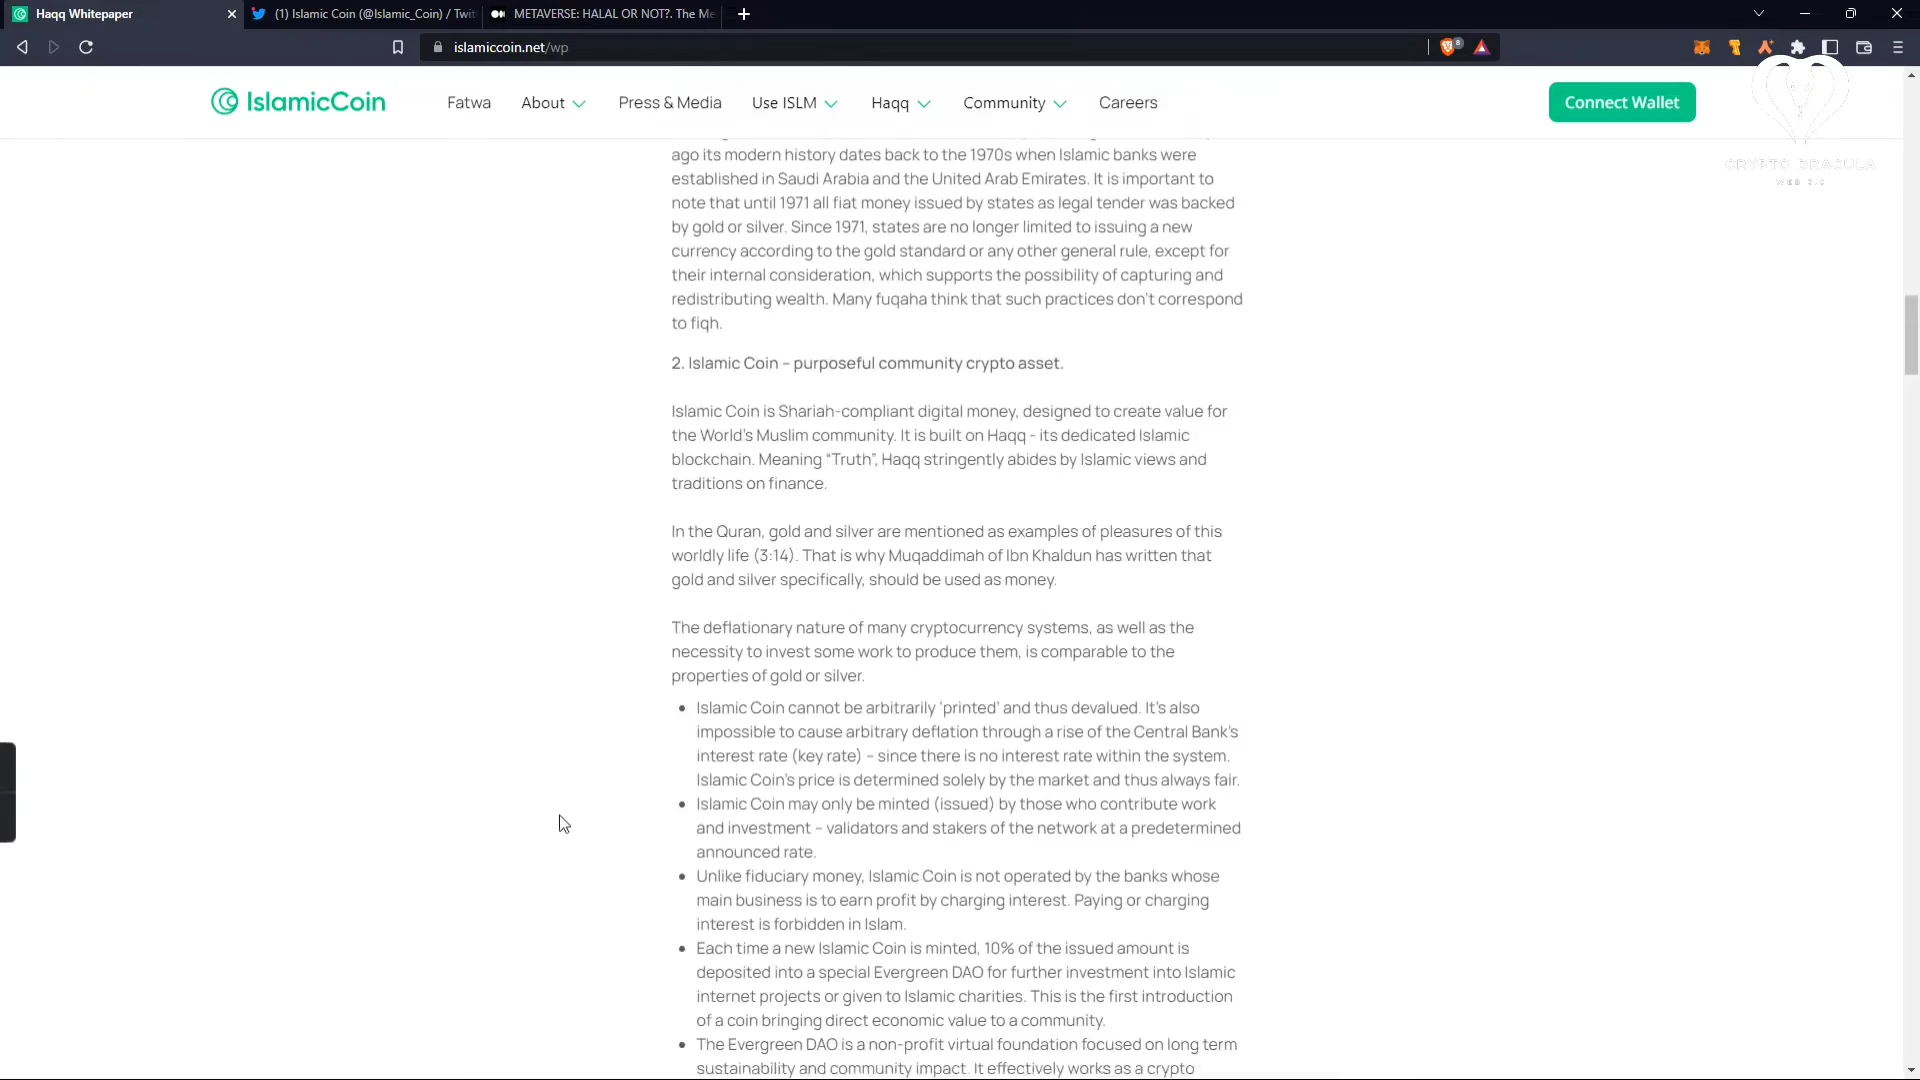 Haqq Whitepaper
(1) Islamic Coin (@Islamic_Coin) / Twit
METAVERSE: HALAL OR NOT?. The Me
islamiccoin.net/wp
8
IslamicCoin
Fatwa
About
Press & Media
Use ISLM
Haqq
Community
Careers
Connect Wallet
CRYPTO DRACULA
WEB 3.0
ago its modern history dates back to the 1970s when Islamic banks were
established in Saudi Arabia and the United Arab Emirates. It is important to
note that until 1971 all fiat money issued by states as legal tender was backed
by gold or silver. Since 1971, states are no longer limited to issuing a new
currency according to the gold standard or any other general rule, except for
their internal consideration, which supports the possibility of capturing and
redistributing wealth. Many fuqaha think that such practices don't correspond
to fiqh.
2. Islamic Coin – purposeful community crypto asset.
Islamic Coin is Shariah-compliant digital money, designed to create value for
the World's Muslim community. It is built on Haqq - its dedicated Islamic
blockchain. Meaning “Truth”, Haqq stringently abides by Islamic views and
traditions on finance.
In the Quran, gold and silver are mentioned as examples of pleasures of this
worldly life (3:14). That is why Muqaddimah of Ibn Khaldun has written that
gold and silver specifically, should be used as money.
The deflationary nature of many cryptocurrency systems, as well as the
necessity to invest some work to produce them, is comparable to the
properties of gold or silver.
• Islamic Coin cannot be arbitrarily ‘printed’ and thus devalued. It's also
impossible to cause arbitrary deflation through a rise of the Central Bank's
interest rate (key rate) – since there is no interest rate within the system.
Islamic Coin's price is determined solely by the market and thus always fair.
• Islamic Coin may only be minted (issued) by those who contribute work
and investment – validators and stakers of the network at a predetermined
announced rate.
• Unlike fiduciary money, Islamic Coin is not operated by the banks whose
main business is to earn profit by charging interest. Paying or charging
interest is forbidden in Islam.
• Each time a new Islamic Coin is minted, 10% of the issued amount is
deposited into a special Evergreen DAO for further investment into Islamic
internet projects or given to Islamic charities. This is the first introduction
of a coin bringing direct economic value to a community.
• The Evergreen DAO is a non-profit virtual foundation focused on long term
sustainability and community impact. It effectively works as a crypto